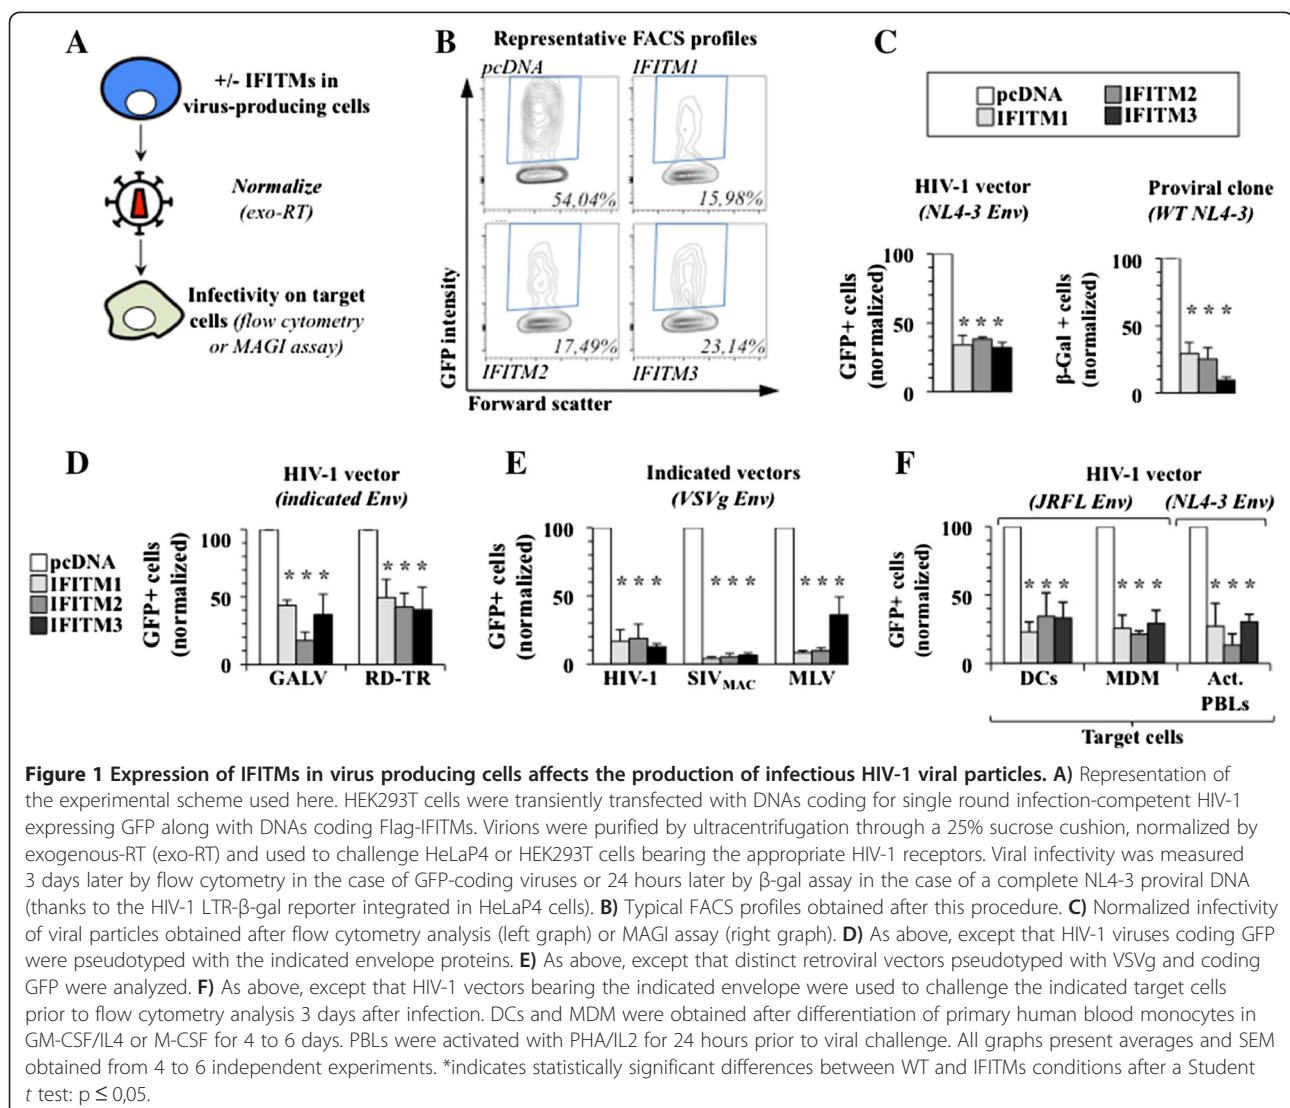 A
+/- IFITMs in
virus-producing cells
Normalize
(exo-RT)
Infectivity on target
cells (flow cytometry
or MAGI assay)
B
Representative FACS profiles
pcDNA
IFITM1
54,04%
15,98%
17,49%
23,14%
IFITM2
IFITM3
GFP intensity
Forward scatter
C
pcDNA
IFITM1
IFITM2
IFITM3
HIV-1 vector
(NL4-3 Env)
GFP+ cells
(normalized)
100
50
0
* * *
Proviral clone
(WT NL4-3)
β-Gal + cells
(normalized)
100
50
0
* * *
D
HIV-1 vector
(indicated Env)
pcDNA
IFITM1
IFITM2
IFITM3
GFP+ cells
(normalized)
100
50
0
* * * * * *
GALV RD-TR
E
Indicated vectors
(VSVg Env)
GFP+ cells
(normalized)
100
50
0
* * * * * * * * *
HIV-1 SIVMAC MLV
F
HIV-1 vector
(JRFL Env) (NL4-3 Env)
GFP+ cells
(normalized)
100
50
0
* * * * * * * * *
DCs MDM Act.
PBLs
Target cells
Figure 1 Expression of IFITMs in virus producing cells affects the production of infectious HIV-1 viral particles. A) Representation of
the experimental scheme used here. HEK293T cells were transiently transfected with DNAs coding for single round infection-competent HIV-1
expressing GFP along with DNAs coding Flag-IFITMs. Virions were purified by ultracentrifugation through a 25% sucrose cushion, normalized by
exogenous-RT (exo-RT) and used to challenge HeLaP4 or HEK293T cells bearing the appropriate HIV-1 receptors. Viral infectivity was measured
3 days later by flow cytometry in the case of GFP-coding viruses or 24 hours later by β-gal assay in the case of a complete NL4-3 proviral DNA
(thanks to the HIV-1 LTR-β-gal reporter integrated in HeLaP4 cells). B) Typical FACS profiles obtained after this procedure. C) Normalized infectivity
of viral particles obtained after flow cytometry analysis (left graph) or MAGI assay (right graph). D) As above, except that HIV-1 viruses coding GFP
were pseudotyped with the indicated envelope proteins. E) As above, except that distinct retroviral vectors pseudotyped with VSVg and coding
GFP were analyzed. F) As above, except that HIV-1 vectors bearing the indicated envelope were used to challenge the indicated target cells
prior to flow cytometry analysis 3 days after infection. DCs and MDM were obtained after differentiation of primary human blood monocytes in
GM-CSF/IL4 or M-CSF for 4 to 6 days. PBLs were activated with PHA/IL2 for 24 hours prior to viral challenge. All graphs present averages and SEM
obtained from 4 to 6 independent experiments. *indicates statistically significant differences between WT and IFITMs conditions after a Student
t test: p ≤ 0,05.